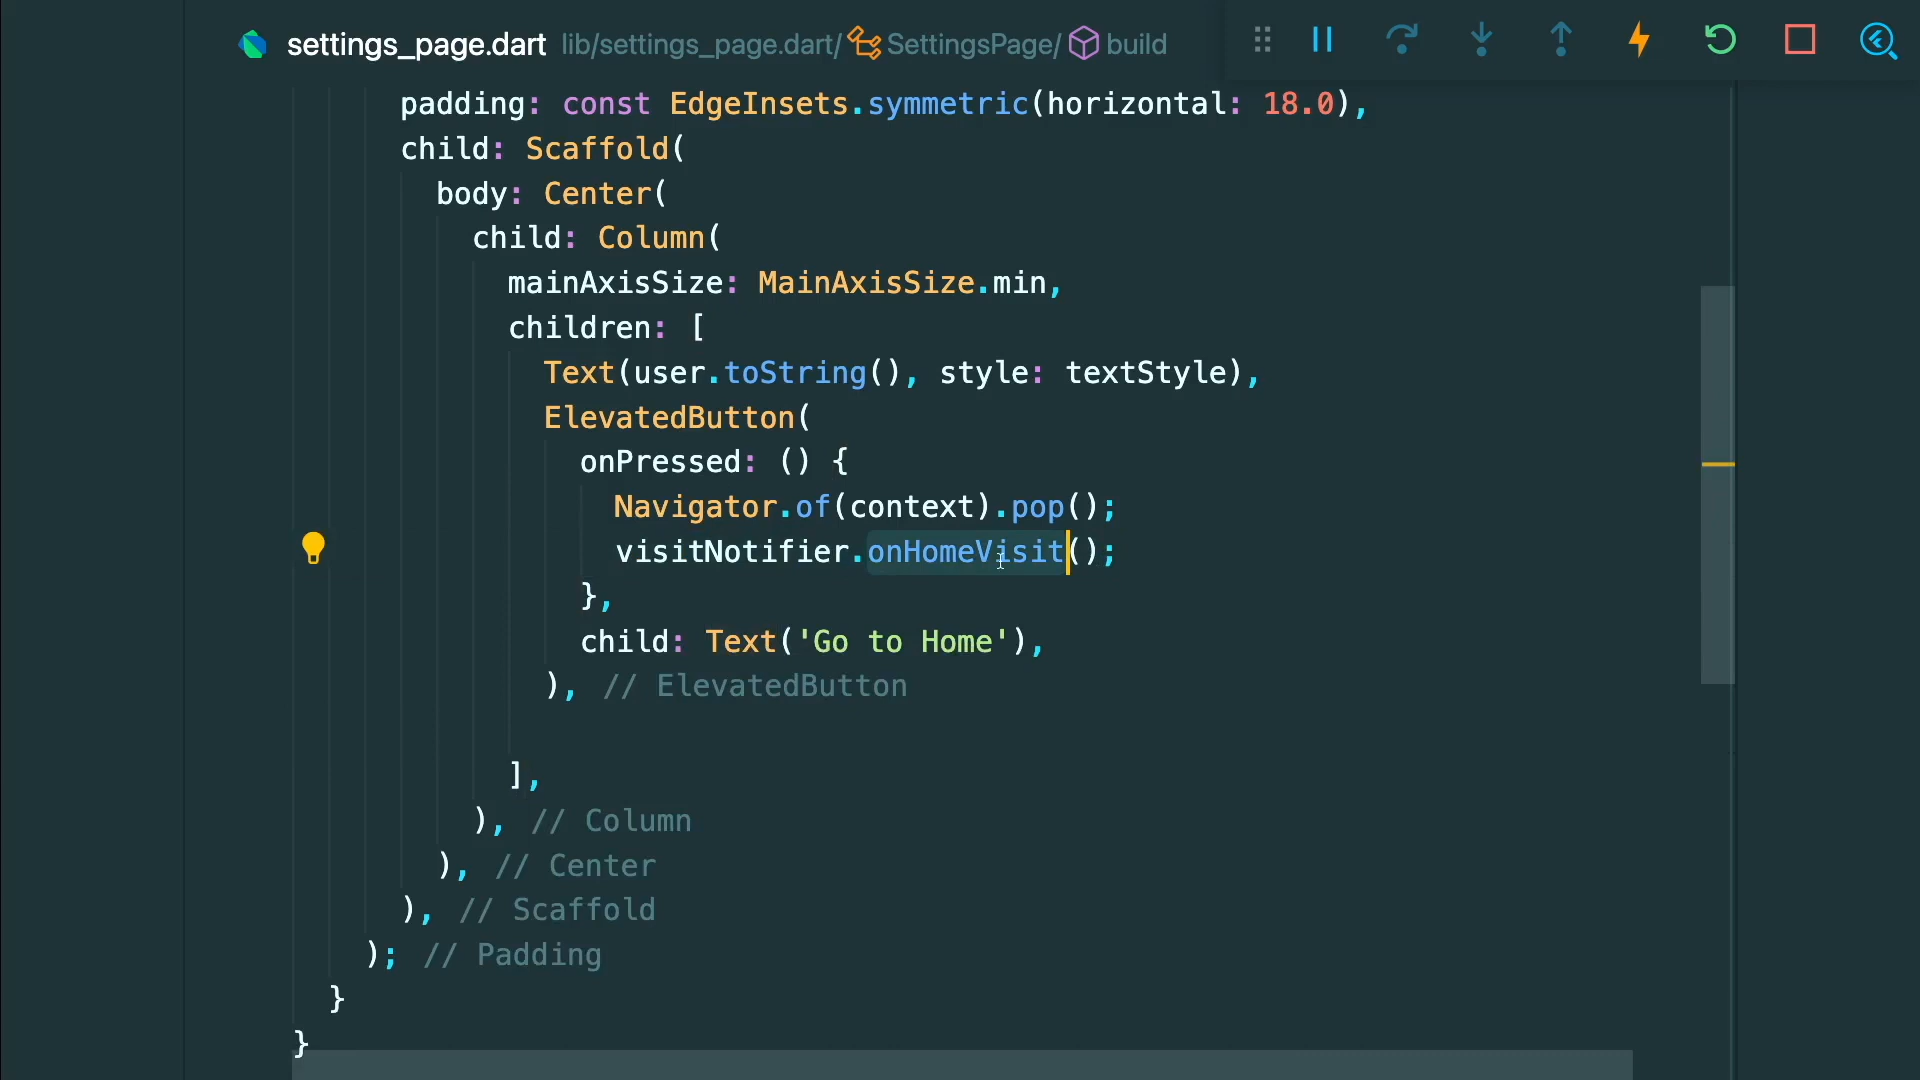 settings_page.dart lib/settings_page.dart/ SettingsPage/ build
padding: const EdgeInsets.symmetric(horizontal: 18.0),
child: Scaffold(
body: Center(
child: Column(
mainAxisSize: MainAxisSize.min,
children: [
Text(user.toString(), style: textStyle),
ElevatedButton(
onPressed: () {
Navigator.of(context).pop();
visitNotifier.onHomeVisit();
},
child: Text('Go to Home'),
), // ElevatedButton
],
), // Column
), // Center
), // Scaffold
); // Padding
}
}